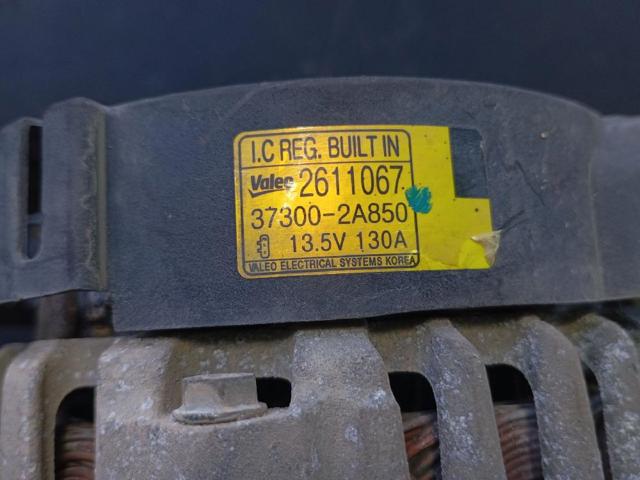 I.C REG. BUILT IN
Valeo 2611067
37300-2A850
13.5V 130A
VALEO ELECTRICAL SYSTEMS KOREA